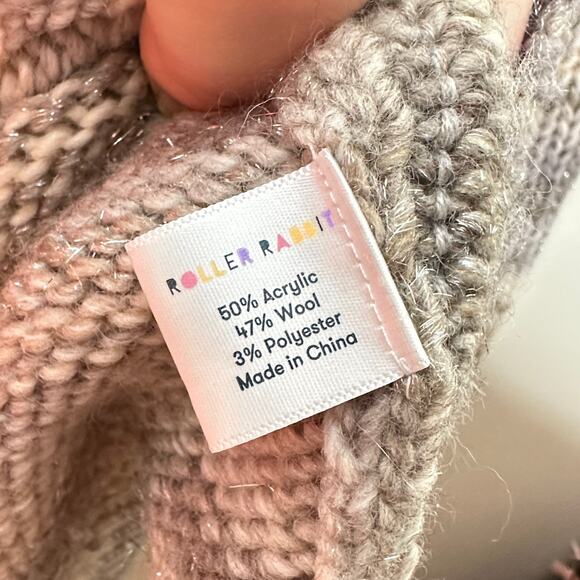 ROLLER RABBIT
50% Acrylic
47% Wool
3% Polyester
Made in China